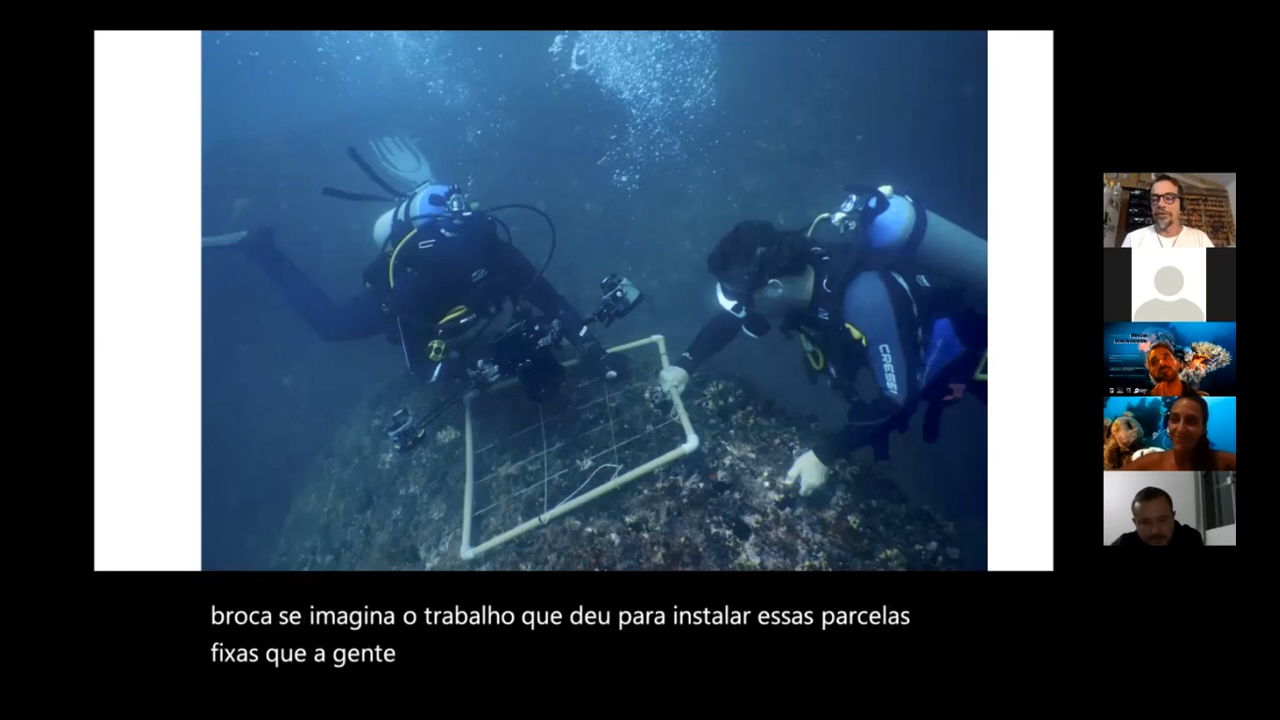 CRESSI
broca se imagina o trabalho que deu para instalar essas parcelas
fixas que a gente